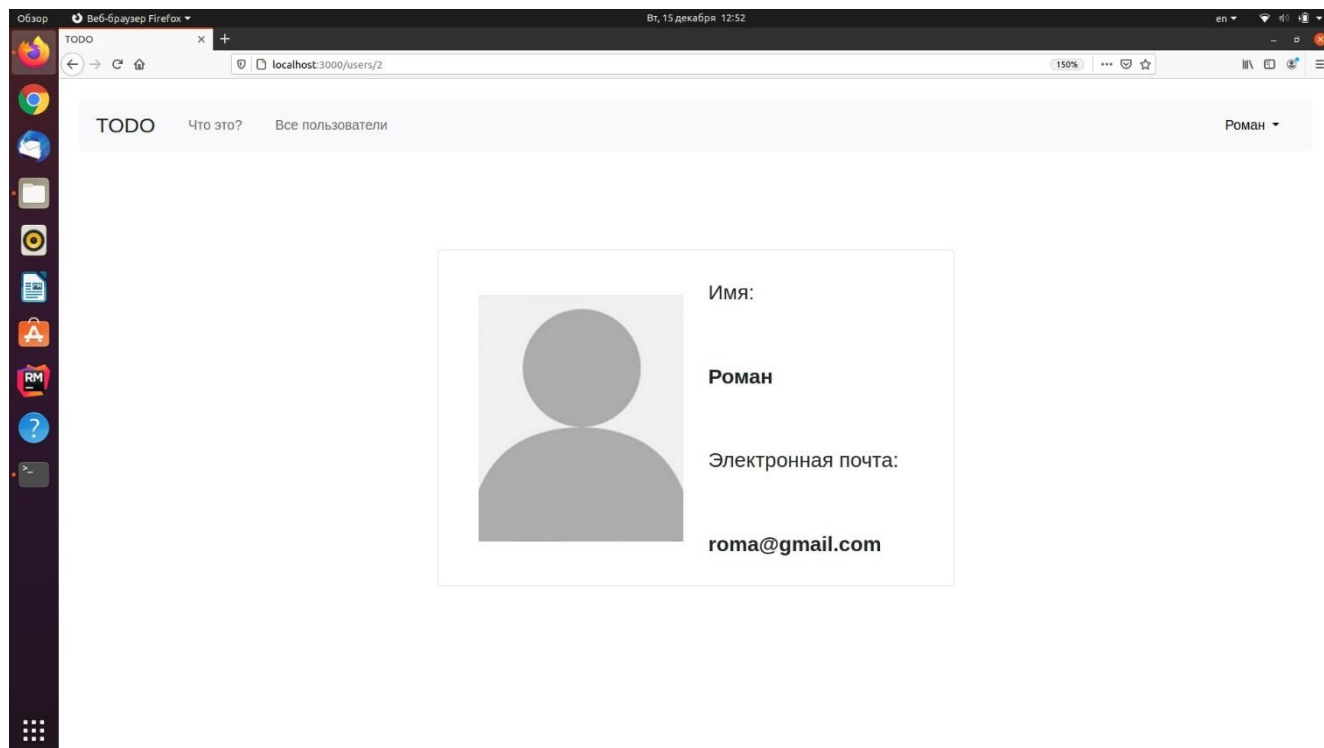 Обзор Веб-браузер Firefox Вт, 15 декабря 12:52 en
TODO
localhost:3000/users/2 150%
TODO Что это? Все пользователи Роман
Имя:
Роман
Электронная почта:
roma@gmail.com
RM